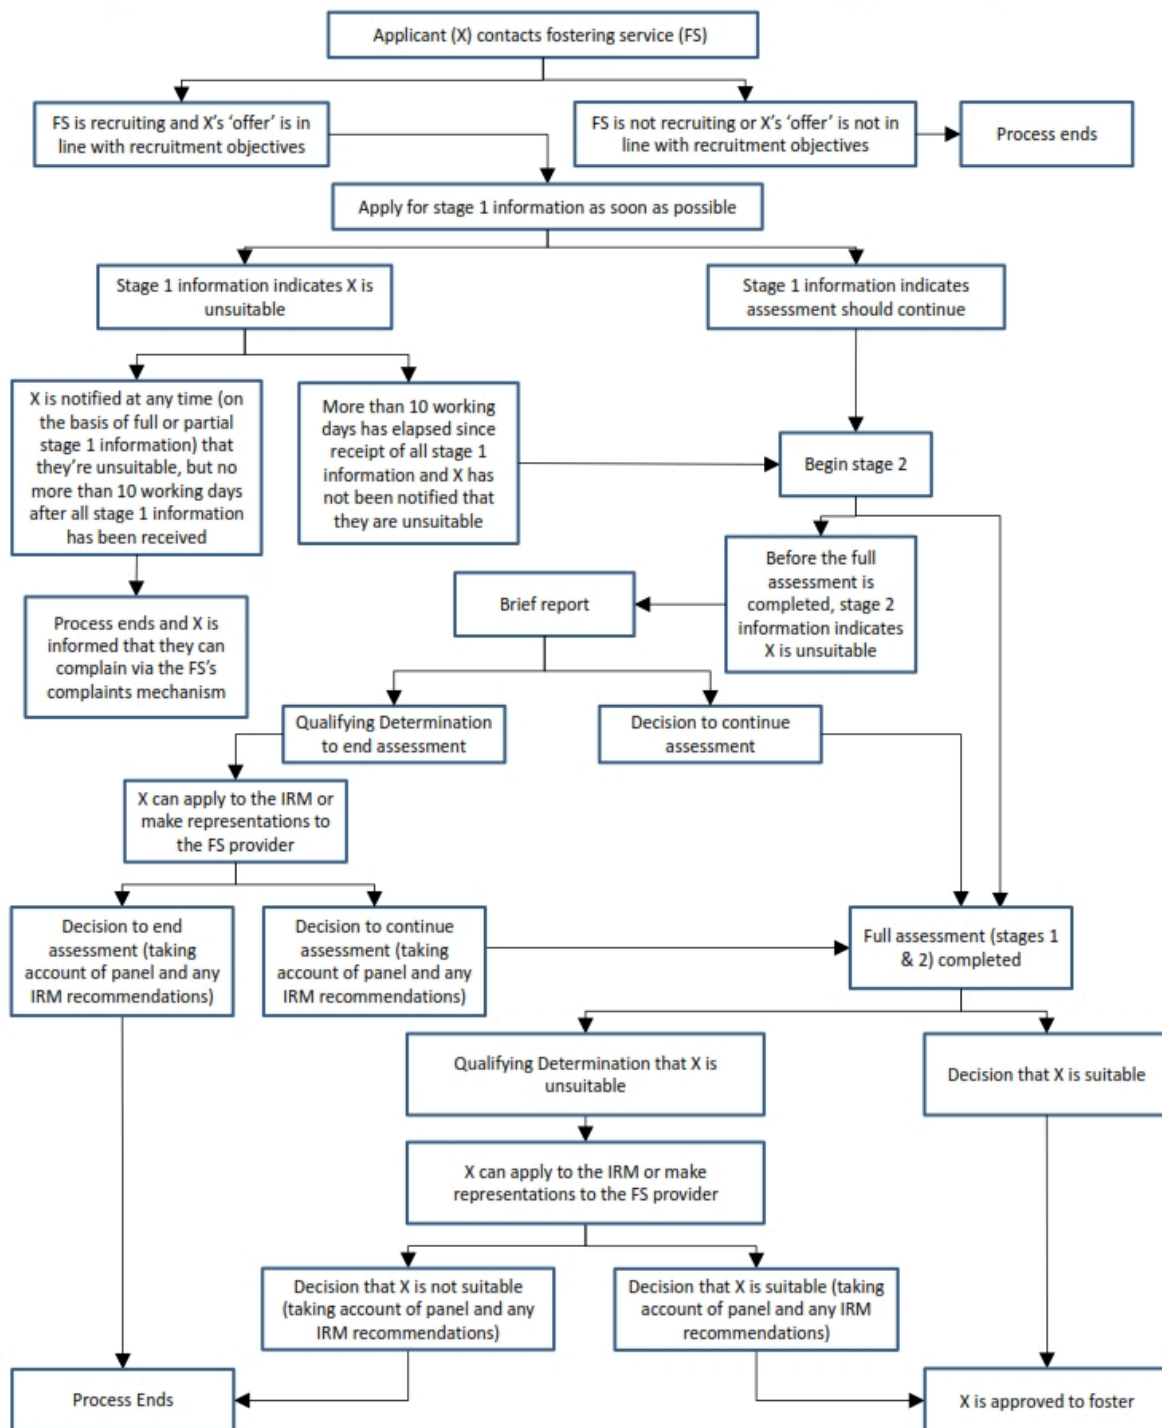 Applicant (X) contacts fostering service (FS)
FS is recruiting and X’s ‘offer’ is in
line with recruitment objectives
FS is not recruiting or X’s ‘offer’ is not in
line with recruitment objectives
Process ends
Apply for stage 1 information as soon as possible
Stage 1 information indicates X is
unsuitable
Stage 1 information indicates
assessment should continue
X is notified at any time (on
the basis of full or partial
stage 1 information) that
they’re unsuitable, but no
more than 10 working days
after all stage 1 information
has been received
More than 10 working
days has elapsed since
receipt of all stage 1
information and X has
not been notified that
they are unsuitable
Begin stage 2
Before the full
assessment is
completed, stage 2
information indicates
X is unsuitable
Brief report
Process ends and X is
informed that they can
complain via the FS’s
complaints mechanism
Qualifying Determination
to end assessment
Decision to continue
assessment
X can apply to the IRM or
make representations to
the FS provider
Decision to end
assessment (taking
account of panel and any
IRM recommendations)
Decision to continue
assessment (taking
account of panel and any
IRM recommendations)
Full assessment (stages 1
& 2) completed
Qualifying Determination that X is
unsuitable
Decision that X is suitable
X can apply to the IRM or make
representations to the FS provider
Decision that X is not suitable
(taking account of panel and any
IRM recommendations)
Decision that X is suitable (taking
account of panel and any IRM
recommendations)
Process Ends
X is approved to foster